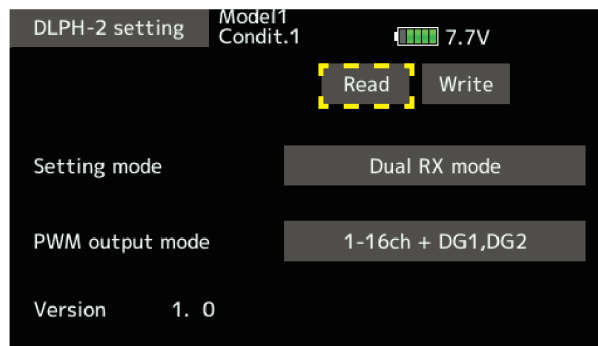 DLPH-2 setting
Model1
Condit.1
7.7V
Read
Write
Setting mode
Dual RX mode
PWM output mode
1-16ch + DG1,DG2
Version 1. 0